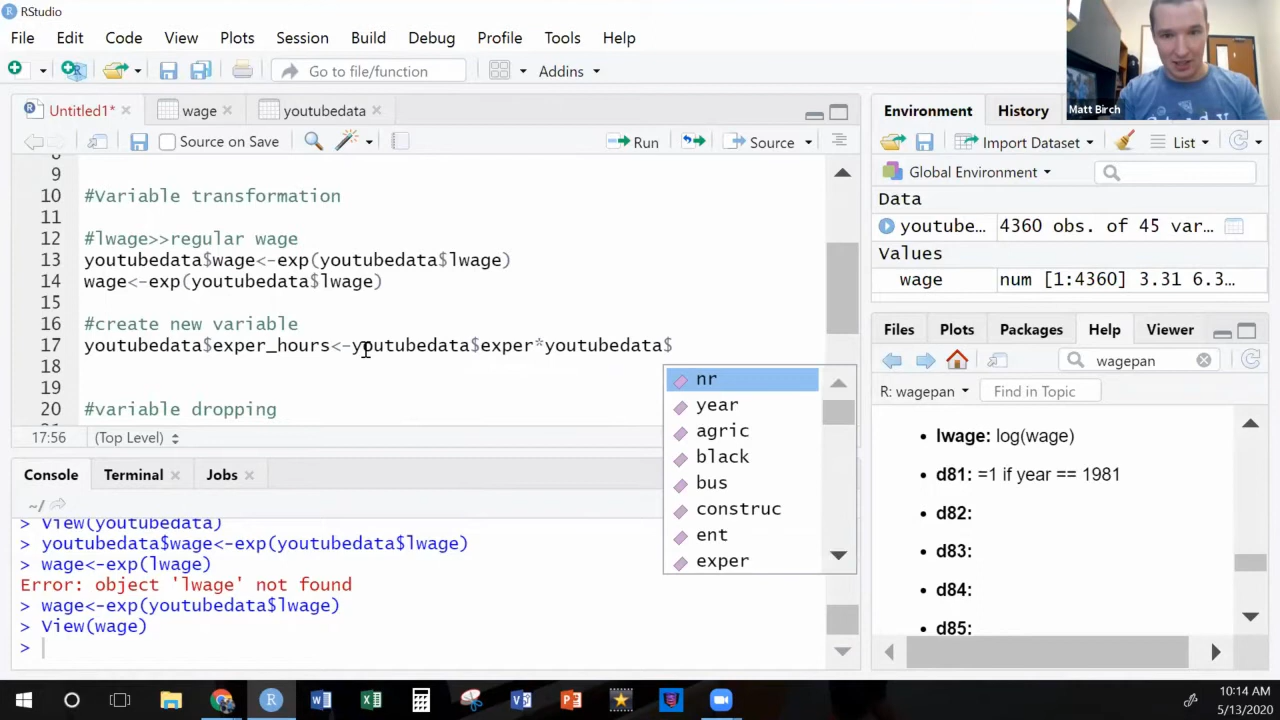 RStudio
File Edit Code View Plots Session Build Debug Profile Tools Help
Go to file/function Addins
Matt Birch
Untitled1* wage youtubedata
Source on Save Run Source
9
10 #Variable transformation
11
12 #lwage>>regular wage
13 youtubedata$wage<-exp(youtubedata$lwage)
14 wage<-exp(youtubedata$lwage)
15
16 #create new variable
17 youtubedata$exper_hours<-youtubedata$exper*youtubedata$
18
19
20 #variable dropping
nr
year
agric
black
bus
construc
ent
exper
17:56 (Top Level)
Console Terminal Jobs
~/
> View(youtubedata)
> youtubedata$wage<-exp(youtubedata$lwage)
> wage<-exp(lwage)
Error: object 'lwage' not found
> wage<-exp(youtubedata$lwage)
> View(wage)
>
Environment History
Import Dataset List
Global Environment
Data
youtube… 4360 obs. of 45 var…
Values
wage num [1:4360] 3.31 6.3…
Files Plots Packages Help Viewer
wagepan
R: wagepan Find in Topic
• lwage: log(wage)
• d81: =1 if year == 1981
• d82:
• d83:
• d84:
• d85:
10:14 AM
5/13/2020